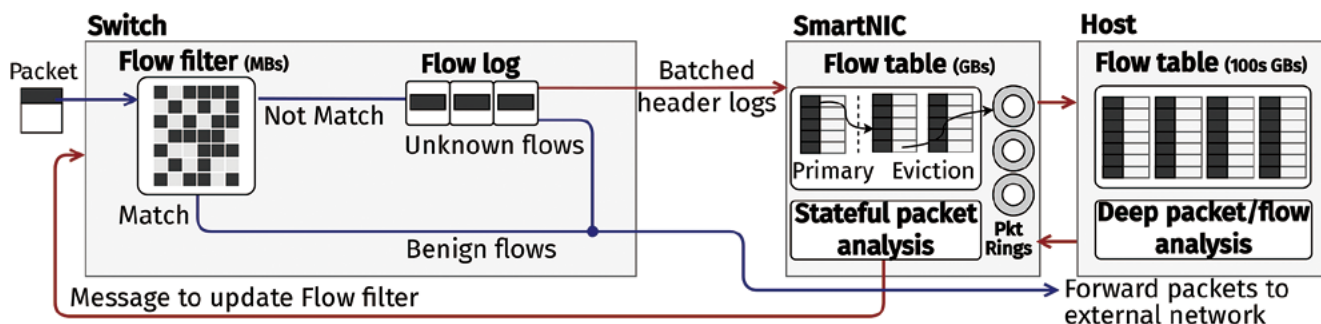 Switch
SmartNIC
Host
Packet
Flow filter (MBs)
Not Match
Flow log
Unknown flows
Batched
header logs
Flow table (GBs)
Primary
Eviction
Flow table (100s GBs)
Match
Benign flows
Stateful packet
analysis
Pkt
Rings
Deep packet/flow
analysis
Message to update Flow filter
Forward packets to
external network